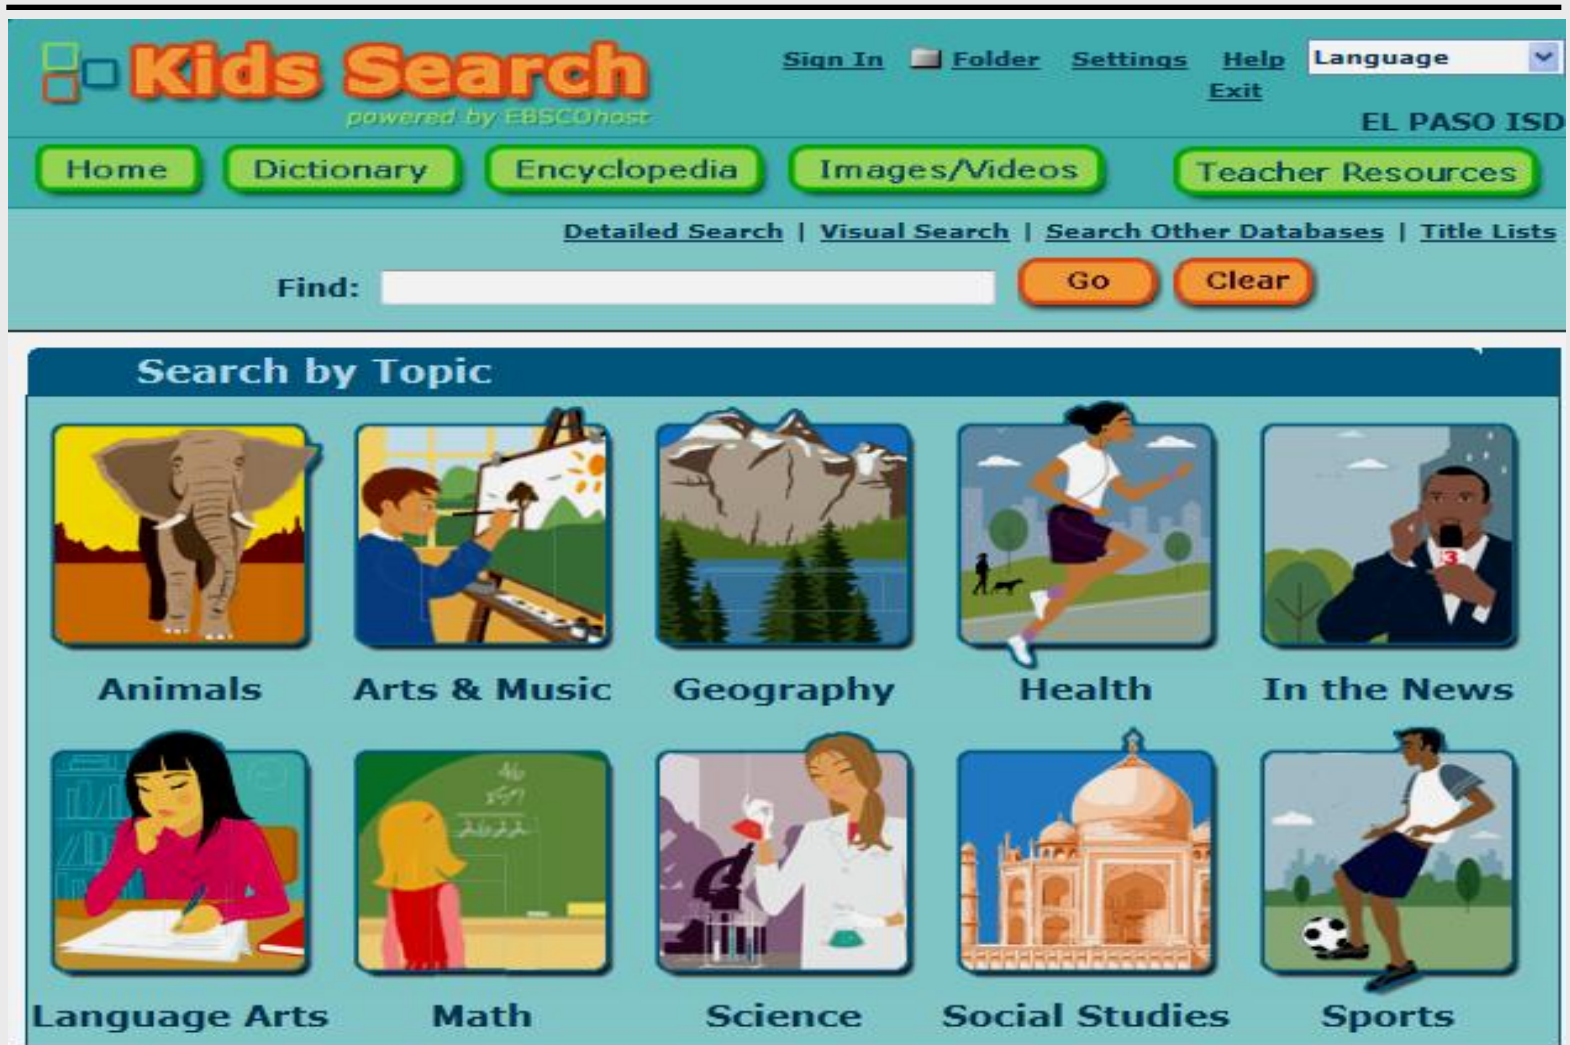 Kids Search
powered by EBSCOhost
Sign In Folder Settings Help Language
Exit
EL PASO ISD
Home Dictionary Encyclopedia Images/Videos Teacher Resources
Detailed Search | Visual Search | Search Other Databases | Title Lists
Find: Go Clear
Search by Topic
3
Animals Arts & Music Geography Health In the News
46
Language Arts Math Science Social Studies Sports